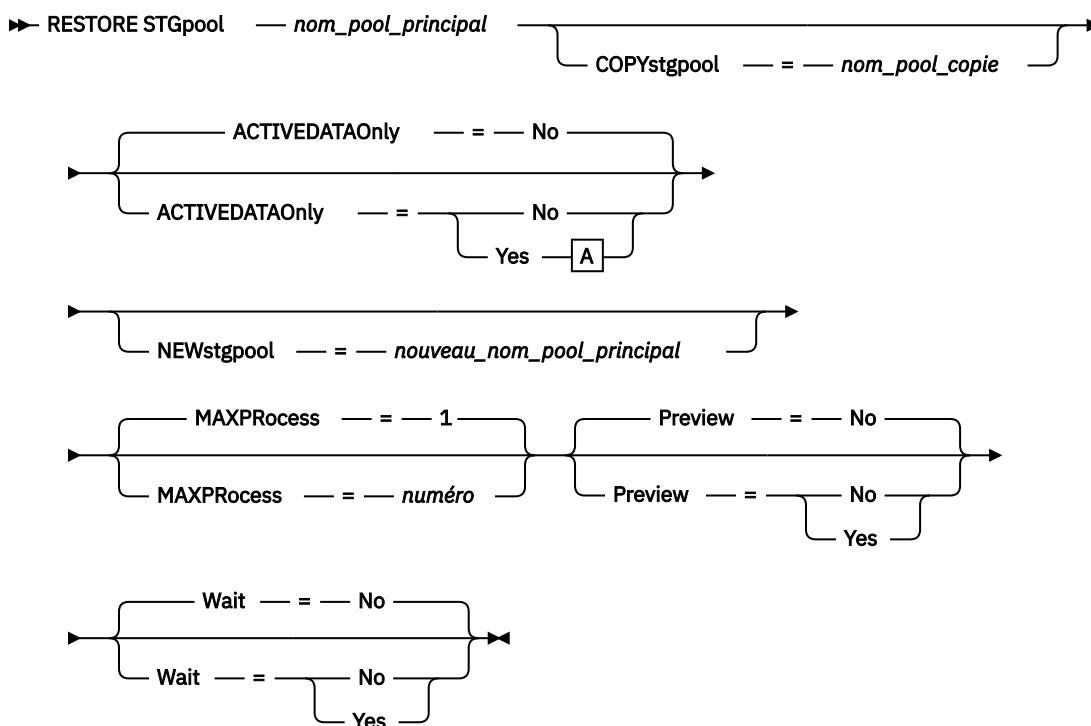 RESTORE STGpool nom_pool_principal
COPYstgpool = nom_pool_copie
ACTIVEDATAOnly = No
ACTIVEDATAOnly = No
Yes A
NEWstgpool = nouveau_nom_pool_principal
MAXPRocess = 1 Preview = No
MAXPRocess = numéro Preview = No
Yes
Wait = No
Wait = No
Yes